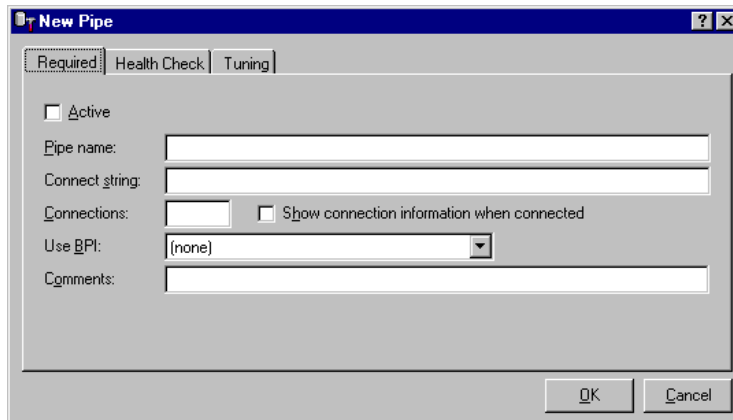 New Pipe
Required Health Check Tuning
Active
Pipe name:
Connect string:
Connections: Show connection information when connected
Use BPI: (none)
Comments:
OK Cancel